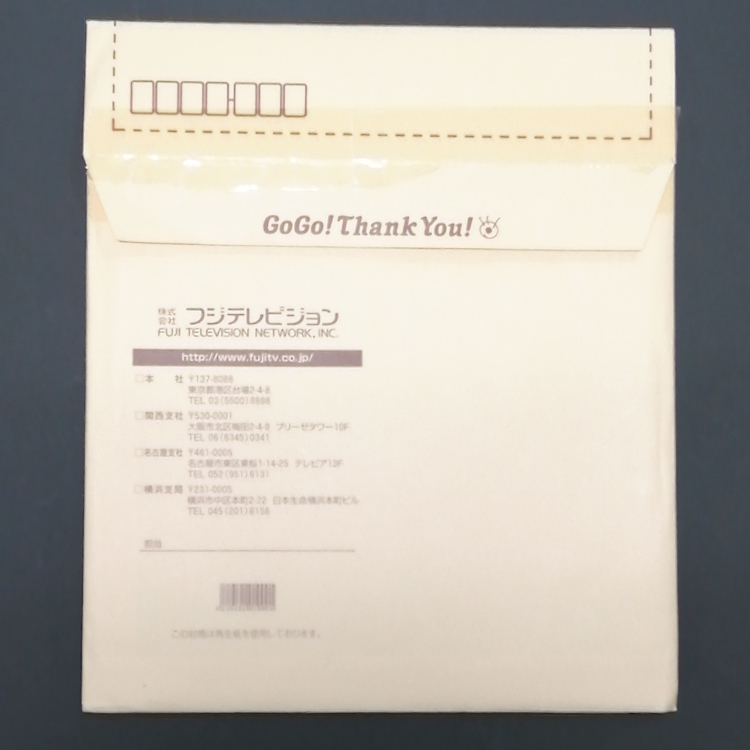 GoGo! Thank You!
株式会社 フジテレビジョン
FUJI TELEVISION NETWORK, INC.
http://www.fujitv.co.jp/
□本 社 〒137-8088
東京都港区台場2-4-8
TEL 03(5500)8888
□関西支社 〒530-0001
大阪市北区梅田2-4-9 ブリーゼタワー10F
TEL 06(6345)0341
□名古屋支社 〒461-0005
名古屋市東区東桜1-14-25 テレピア13F
TEL 052(951)9131
□横浜支局 〒231-0005
横浜市中区本町2-22 日本生命横浜本町ビル
TEL 045(201)8156
担当
この封筒は再生紙を使用しております。